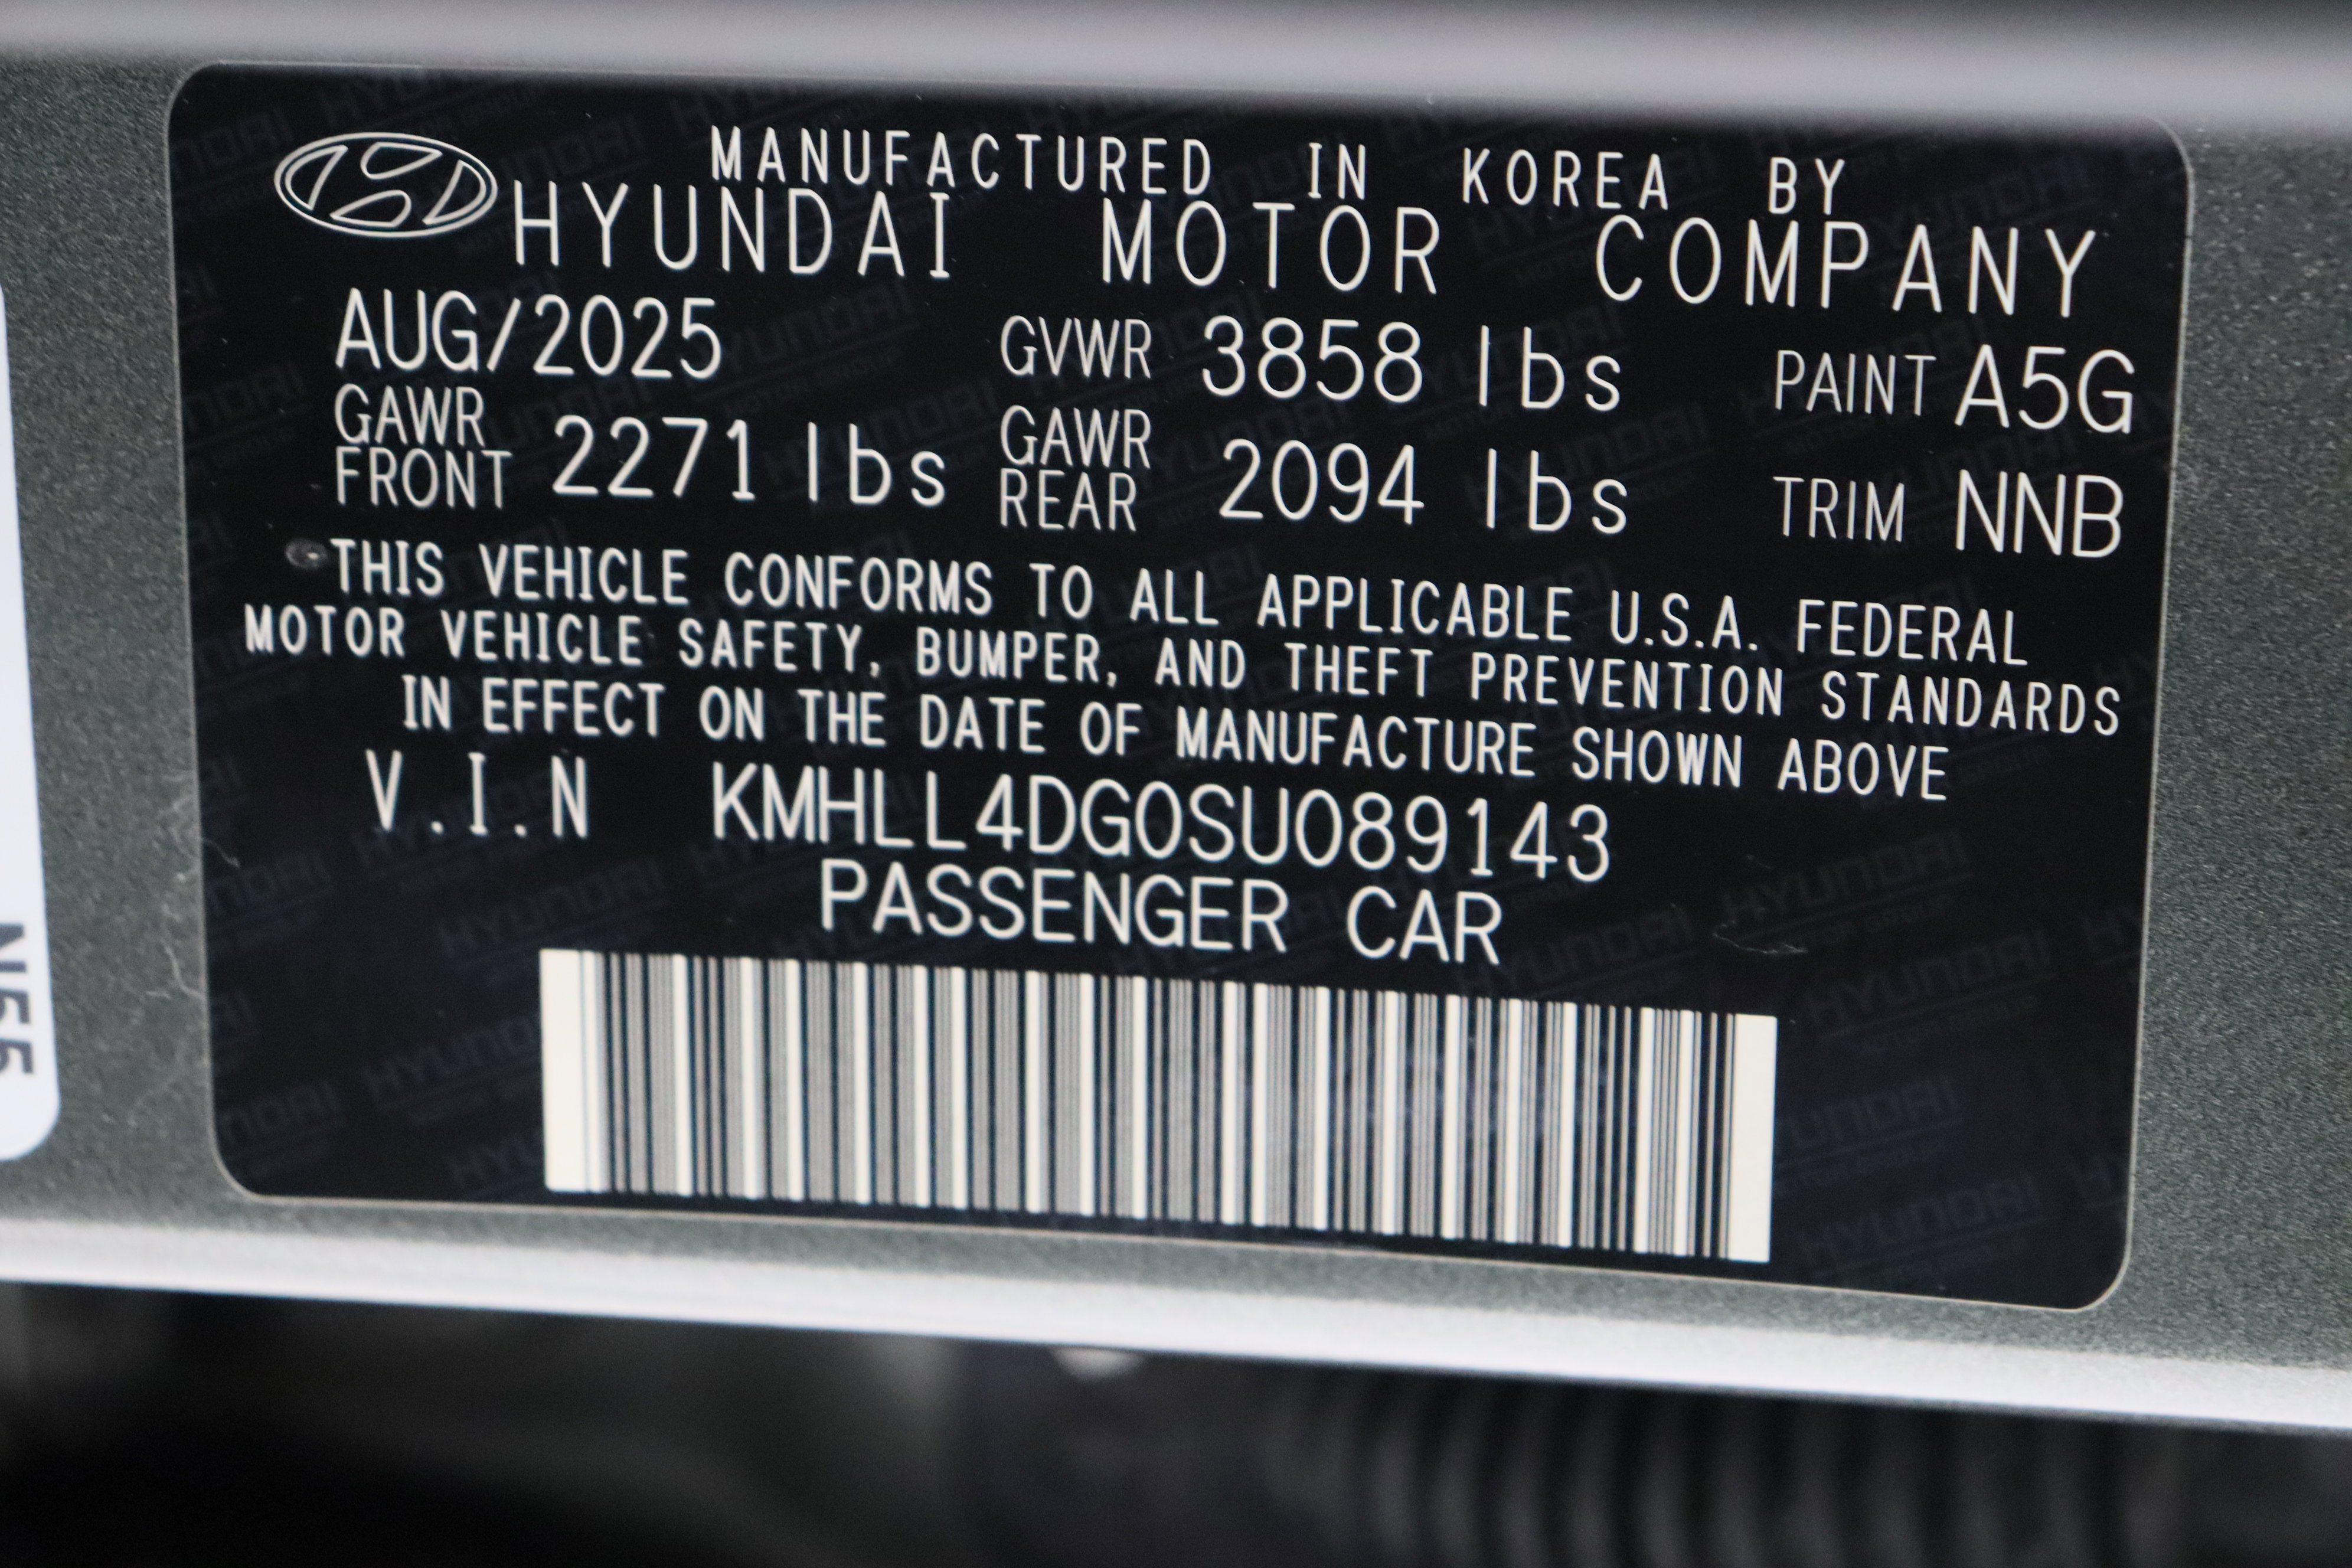 MANUFACTURED IN KOREA BY
HYUNDAI MOTOR COMPANY
AUG/2025 GVWR 3858 lbs PAINT A5G
GAWR FRONT 2271 lbs GAWR REAR 2094 lbs TRIM NNB
THIS VEHICLE CONFORMS TO ALL APPLICABLE U.S.A. FEDERAL
MOTOR VEHICLE SAFETY, BUMPER, AND THEFT PREVENTION STANDARDS
IN EFFECT ON THE DATE OF MANUFACTURE SHOWN ABOVE
V.I.N KMHLL4DG0SU089143
PASSENGER CAR